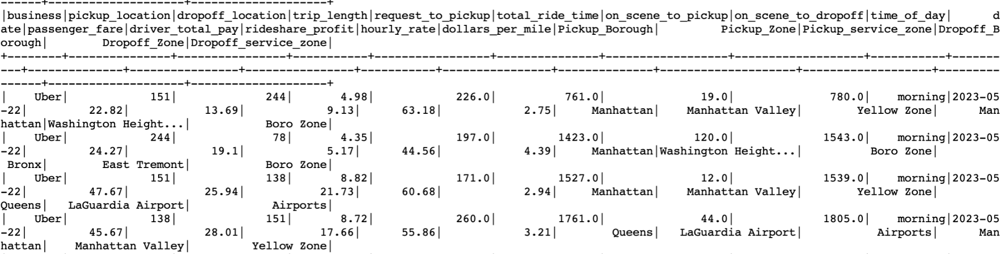 ------+--------------------+--------------------+
|business|pickup_location|dropoff_location|trip_length|request_to_pickup|total_ride_time|on_scene_to_pickup|on_scene_to_dropoff|time_of_day|      d
ate|passenger_fare|driver_total_pay|rideshare_profit|hourly_rate|dollars_per_mile|Pickup_Borough|         Pickup_Zone|Pickup_service_zone|Dropoff_B
orough|        Dropoff_Zone|Dropoff_service_zone|
+--------+---------------+----------------+-----------+-----------------+---------------+------------------+-------------------+-----------+-------
---+--------------+----------------+----------------+-----------+----------------+--------------+--------------------+-------------------+---------
------+--------------------+--------------------+
|    Uber|            151|             244|       4.98|            226.0|          761.0|              19.0|              780.0|    morning|2023-05
-22|         22.82|           13.69|            9.13|      63.18|            2.75|     Manhattan|    Manhattan Valley|        Yellow Zone|      Man
hattan|Washington Height...|           Boro Zone|
|    Uber|            244|              78|       4.35|            197.0|         1423.0|             120.0|             1543.0|    morning|2023-05
-22|         24.27|            19.1|            5.17|      44.56|            4.39|     Manhattan|Washington Height...|          Boro Zone|
 Bronx|        East Tremont|           Boro Zone|
|    Uber|            151|             138|       8.82|            171.0|         1527.0|              12.0|             1539.0|    morning|2023-05
-22|         47.67|           25.94|           21.73|      60.68|            2.94|     Manhattan|    Manhattan Valley|        Yellow Zone|
Queens|   LaGuardia Airport|            Airports|
|    Uber|            138|             151|       8.72|            260.0|         1761.0|              44.0|             1805.0|    morning|2023-05
-22|         45.67|           28.01|           17.66|      55.86|            3.21|        Queens|   LaGuardia Airport|           Airports|      Man
hattan|    Manhattan Valley|         Yellow Zone|